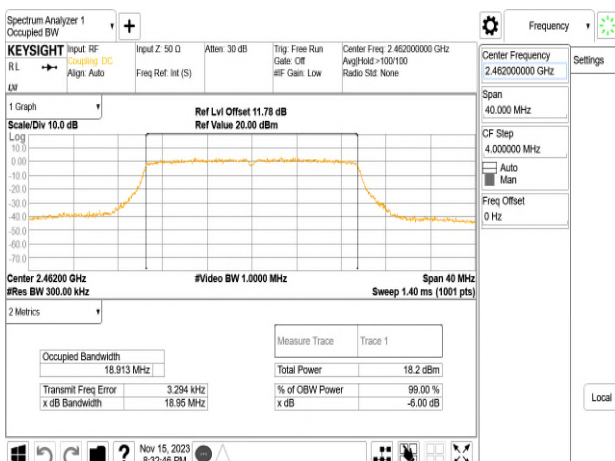 Spectrum Analyzer 1
Occupied BW
+
Frequency
KEYSIGHT
RL
Input: RF
Coupling: DC
Align: Auto
Input Z: 50 Ω
Freq Ref: Int (S)
Atten: 30 dB
Trig: Free Run
Gate: Off
#IF Gain: Low
Center Freq: 2.462000000 GHz
Avg|Hold:>100/100
Radio Std: None
Center Frequency
2.462000000 GHz
Settings
Span
40.000 MHz
CF Step
4.000000 MHz
Auto
Man
Freq Offset
0 Hz
Local
1 Graph
Scale/Div 10.0 dB
Ref Lvl Offset 11.78 dB
Ref Value 20.00 dBm
Log
10.0
0.00
-10.0
-20.0
-30.0
-40.0
-50.0
-60.0
-70.0
Center 2.46200 GHz
#Res BW 300.00 kHz
#Video BW 1.0000 MHz
Span 40 MHz
Sweep 1.40 ms (1001 pts)
2 Metrics
Measure Trace
Trace 1
Occupied Bandwidth
18.913 MHz
Total Power
18.2 dBm
Transmit Freq Error
3.294 kHz
% of OBW Power
99.00 %
x dB Bandwidth
18.95 MHz
x dB
-6.00 dB
?
Nov 15, 2023
8:32:46 PM